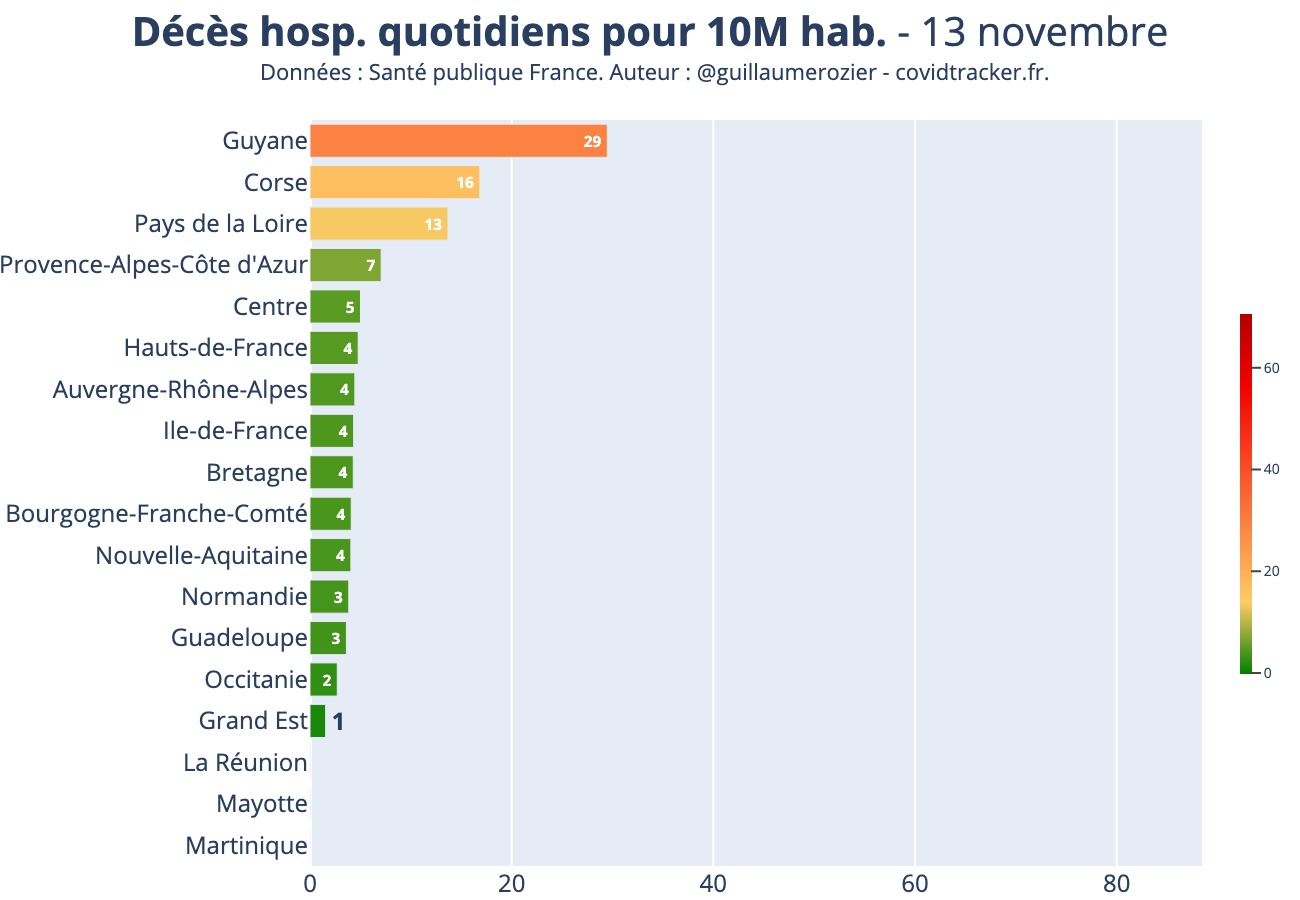 Décès hosp. quotidiens pour 10M hab. - 13 novembre
Données : Santé publique France. Auteur : @guillaumerozier - covidtracker.fr.
Guyane 29
Corse 16
Pays de la Loire 13
Provence-Alpes-Côte d'Azur 7
Centre 5
Hauts-de-France 4
Auvergne-Rhône-Alpes 4
Ile-de-France 4
Bretagne 4
Bourgogne-Franche-Comté 4
Nouvelle-Aquitaine 4
Normandie 3
Guadeloupe 3
Occitanie 2
Grand Est 1
La Réunion
Mayotte
Martinique
0 20 40 60 80
60
40
20
0